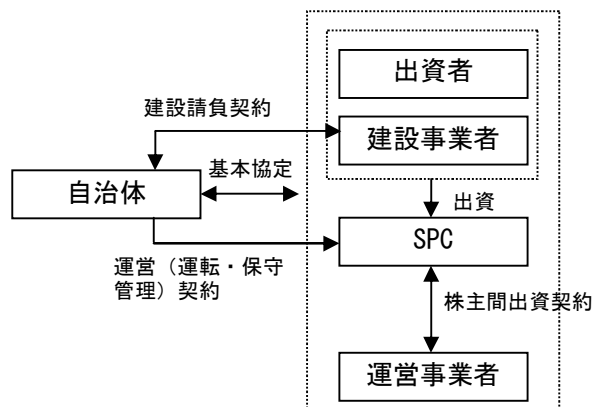 出資者
建設請負契約
建設事業者
基本協定
自治体
出資
SPC
運営（運転・保守
管理）契約
株主間出資契約
運営事業者